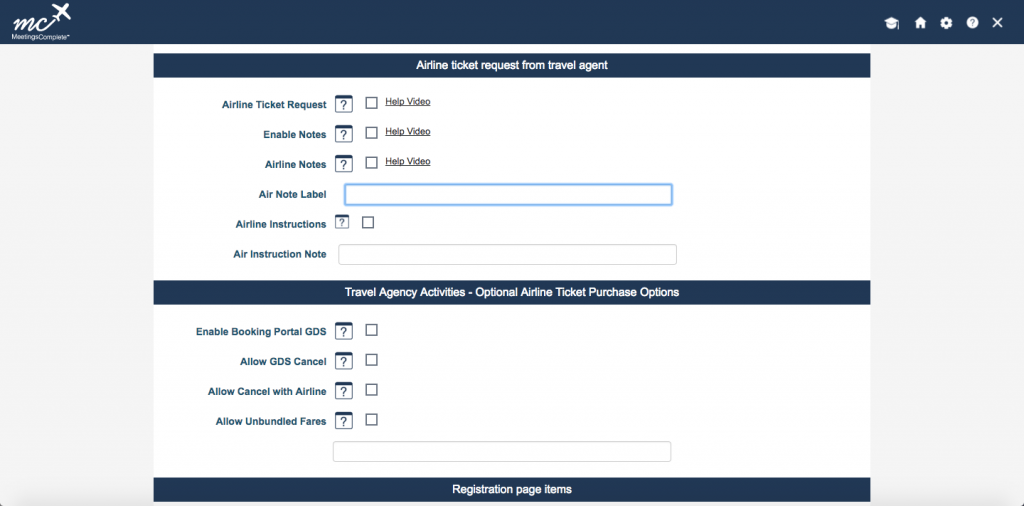 mc
MeetingsComplete™
Airline ticket request from travel agent
Airline Ticket Request ? Help Video
Enable Notes ? Help Video
Airline Notes ? Help Video
Air Note Label
Airline Instructions ?
Air Instruction Note
Travel Agency Activities - Optional Airline Ticket Purchase Options
Enable Booking Portal GDS ?
Allow GDS Cancel ?
Allow Cancel with Airline ?
Allow Unbundled Fares ?
Registration page items